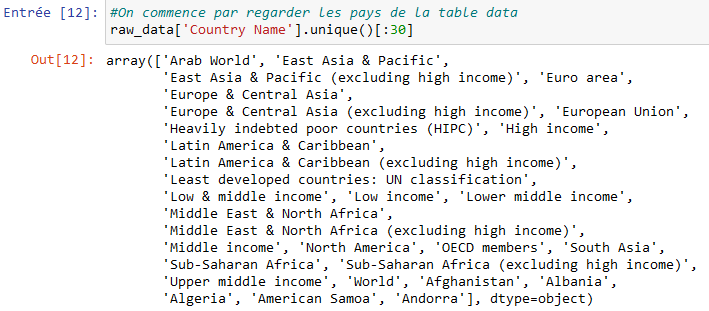 Entrée [12]: #On commence par regarder les pays de la table data
raw_data['Country Name'].unique()[:30]
Out[12]: array(['Arab World', 'East Asia & Pacific',
'East Asia & Pacific (excluding high income)', 'Euro area',
'Europe & Central Asia',
'Europe & Central Asia (excluding high income)', 'European Union',
'Heavily indebted poor countries (HIPC)', 'High income',
'Latin America & Caribbean',
'Latin America & Caribbean (excluding high income)',
'Least developed countries: UN classification',
'Low & middle income', 'Low income', 'Lower middle income',
'Middle East & North Africa',
'Middle East & North Africa (excluding high income)',
'Middle income', 'North America', 'OECD members', 'South Asia',
'Sub-Saharan Africa', 'Sub-Saharan Africa (excluding high income)',
'Upper middle income', 'World', 'Afghanistan', 'Albania',
'Algeria', 'American Samoa', 'Andorra'], dtype=object)